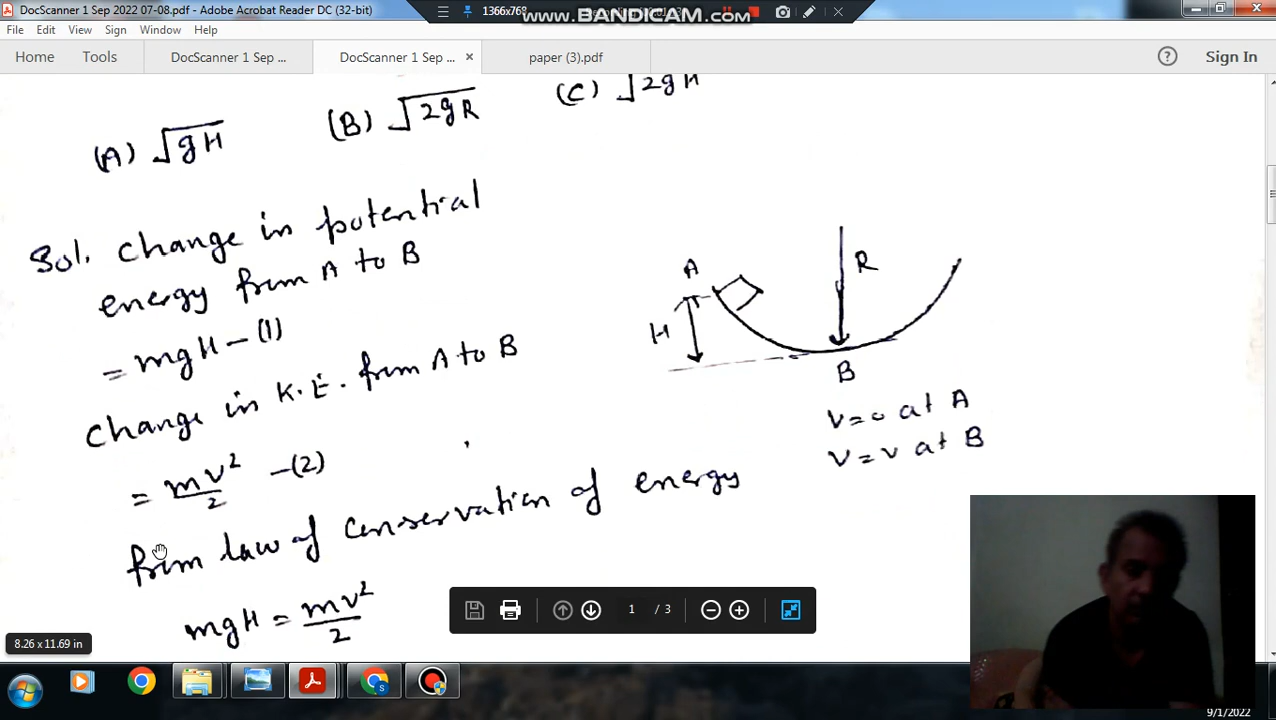 DocScanner 1 Sep 2022 07-08.pdf - Adobe Acrobat Reader DC (32-bit)
1366x768
www.BANDICAM.com
File Edit View Sign Window Help
Home Tools DocScanner 1 Sep ... DocScanner 1 Sep ... × paper (3).pdf ? Sign In
(A) √gH (B) √2gR (C) √2gH
Sol. Change in potential
energy from A to B
= mgH – (1)
Change in K.E. from A to B
= mv²/2 – (2)
from law of conservation of energy
mgH = mv²/2
A
H
R
B
v = 0 at A
v = v at B
1 / 3
8.26 x 11.69 in
9/1/2022